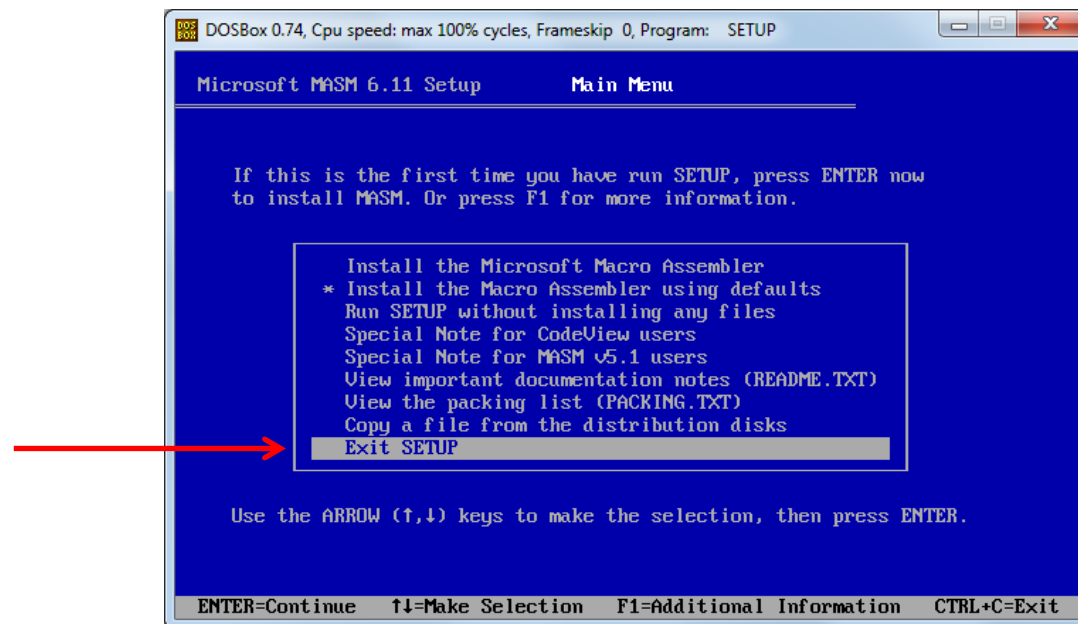 DOSBox 0.74, Cpu speed: max 100% cycles, Frameskip 0, Program: SETUP
Microsoft MASM 6.11 Setup Main Menu
If this is the first time you have run SETUP, press ENTER now
to install MASM. Or press F1 for more information.
Install the Microsoft Macro Assembler
* Install the Macro Assembler using defaults
Run SETUP without installing any files
Special Note for CodeView users
Special Note for MASM v5.1 users
View important documentation notes (README.TXT)
View the packing list (PACKING.TXT)
Copy a file from the distribution disks
Exit SETUP
Use the ARROW (↑,↓) keys to make the selection, then press ENTER.
ENTER=Continue ↑↓=Make Selection F1=Additional Information CTRL+C=Exit